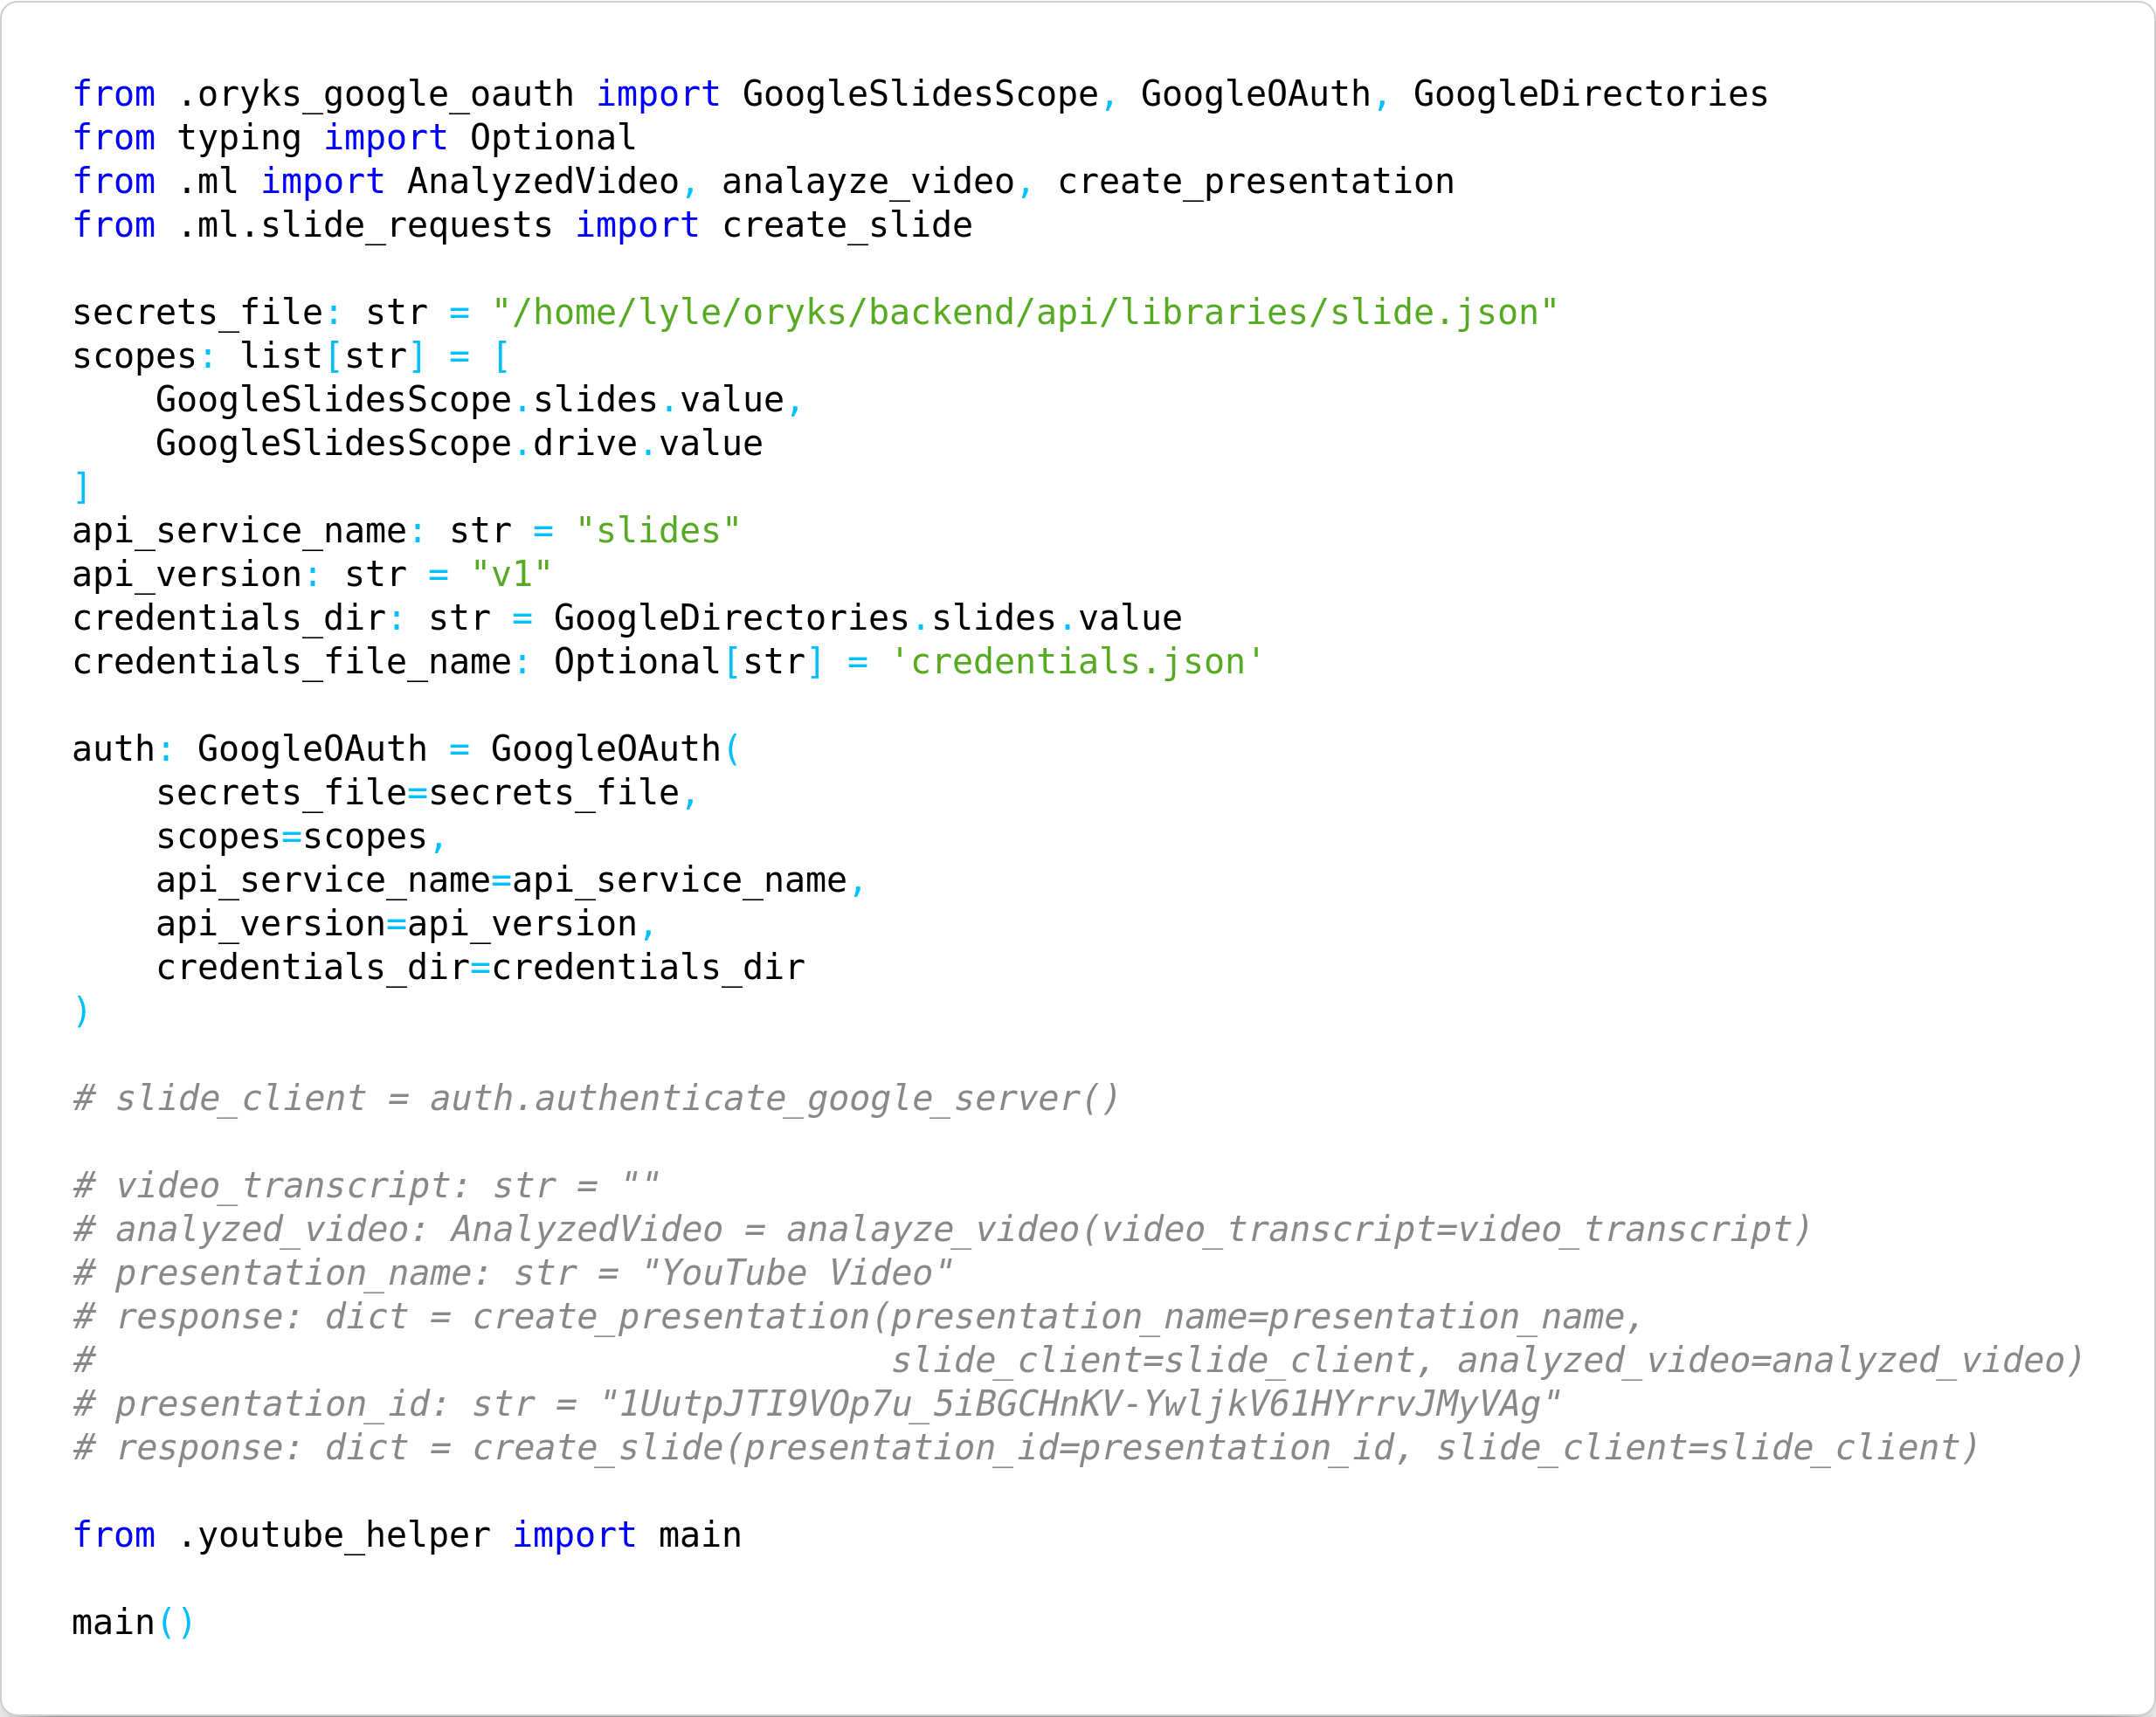 from .oryks_google_oauth import GoogleSlidesScope, GoogleOAuth, GoogleDirectories
from typing import Optional
from .ml import AnalyzedVideo, analayze_video, create_presentation
from .ml.slide_requests import create_slide

secrets_file: str = "/home/lyle/oryks/backend/api/libraries/slide.json"
scopes: list[str] = [
    GoogleSlidesScope.slides.value,
    GoogleSlidesScope.drive.value
]
api_service_name: str = "slides"
api_version: str = "v1"
credentials_dir: str = GoogleDirectories.slides.value
credentials_file_name: Optional[str] = 'credentials.json'

auth: GoogleOAuth = GoogleOAuth(
    secrets_file=secrets_file,
    scopes=scopes,
    api_service_name=api_service_name,
    api_version=api_version,
    credentials_dir=credentials_dir
)

# slide_client = auth.authenticate_google_server()

# video_transcript: str = ""
# analyzed_video: AnalyzedVideo = analayze_video(video_transcript=video_transcript)
# presentation_name: str = "YouTube Video"
# response: dict = create_presentation(presentation_name=presentation_name,
#                                      slide_client=slide_client, analyzed_video=analyzed_video)
# presentation_id: str = "1UutpJTI9VOp7u_5iBGCHnKV-YwljkV61HYrrvJMyVAg"
# response: dict = create_slide(presentation_id=presentation_id, slide_client=slide_client)

from .youtube_helper import main

main()